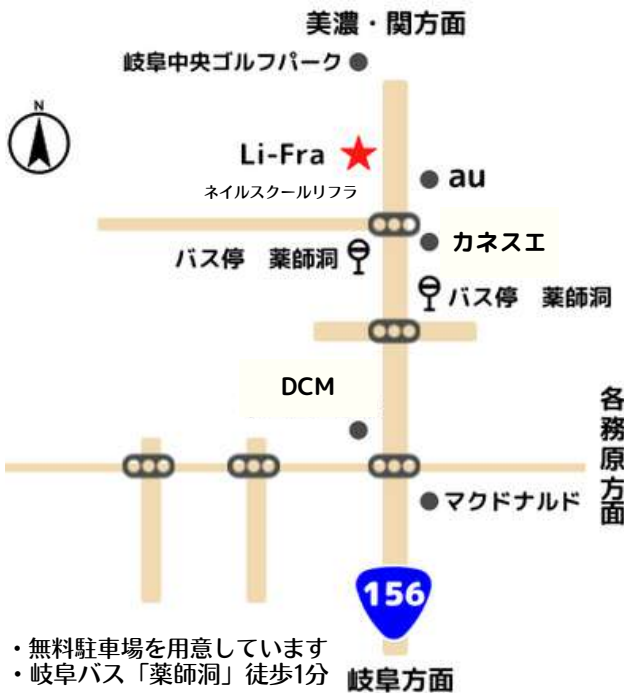 美濃・関方面
岐阜中央ゴルフパーク
N
Li-Fra
ネイルスクールリフラ
au
カネスエ
バス停 薬師洞
バス停 薬師洞
DCM
各務原方面
マクドナルド
156
・無料駐車場を用意しています
・岐阜バス「薬師洞」徒歩1分
岐阜方面